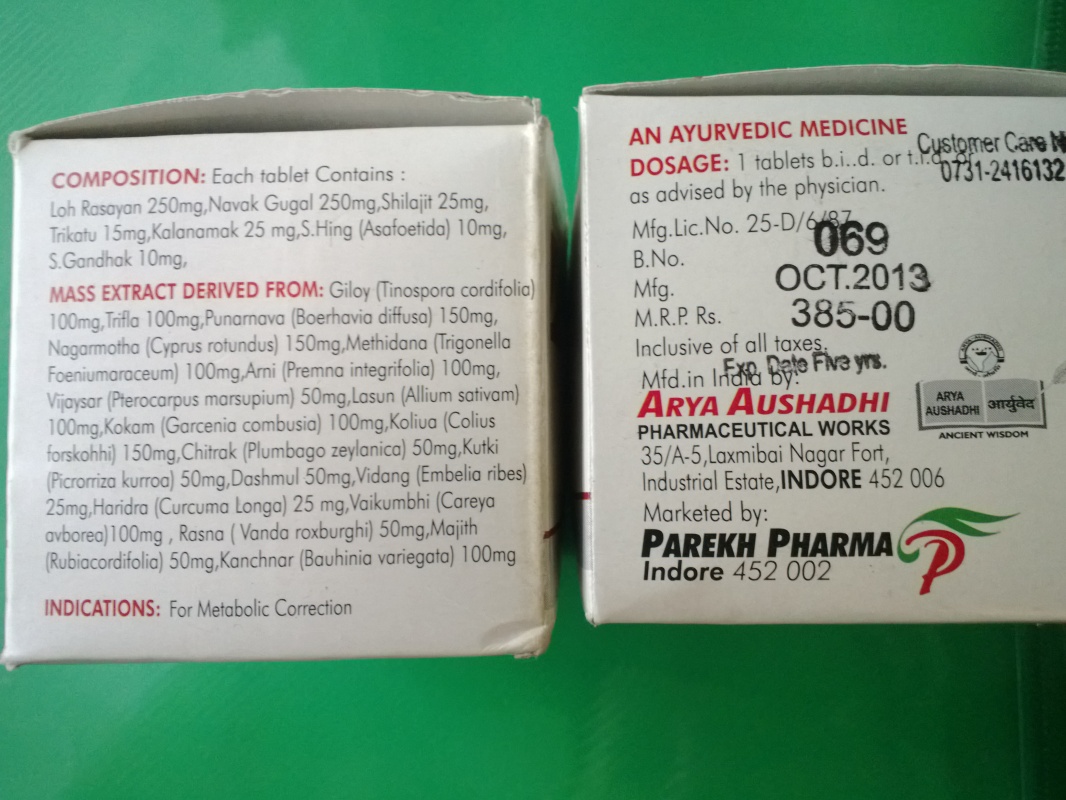 COMPOSITION: Each tablet Contains :
Loh Rasayan 250mg,Navak Gugal 250mg,Shilajit 25mg,
Trikatu 15mg,Kalanamak 25 mg,S.Hing (Asafoetida) 10mg,
S.Gandhak 10mg,
MASS EXTRACT DERIVED FROM: Giloy (Tinospora cordifolia)
100mg,Trifla 100mg,Punarnava (Boerhavia diffusa) 150mg,
Nagarmotha (Cyprus rotundus) 150mg,Methidana (Trigonella
Foeniumaraceum) 100mg,Arni (Premna integrifolia) 100mg,
Vijaysar (Pterocarpus marsupium) 50mg,Lasun (Allium sativam)
100mg,Kokam (Garcenia combusia) 100mg,Koliua (Colius
forskohhi) 150mg,Chitrak (Plumbago zeylanica) 50mg,Kutki
(Picrorriza kurroa) 50mg,Dashmul 50mg,Vidang (Embelia ribes)
25mg,Haridra (Curcuma Longa) 25 mg,Vaikumbhi (Careya
avborea)100mg , Rasna ( Vanda roxburghi) 50mg,Majith
(Rubiacordifolia) 50mg,Kanchnar (Bauhinia variegata) 100mg
INDICATIONS: For Metabolic Correction
AN AYURVEDIC MEDICINE
Customer Care
DOSAGE: 1 tablets b.i..d. or t.r.d.
0731-2416132
as advised by the physician.
Mfg.Lic.No. 25-D/6/87
B.No. 069
Mfg. OCT.2013
M.R.P. Rs. 385-00
Inclusive of all taxes.
Exp. Date Five yrs.
Mfd.in India by:
ARYA AUSHADHI
PHARMACEUTICAL WORKS
35/A-5,Laxmibai Nagar Fort,
Industrial Estate,INDORE 452 006
ARYA
AUSHADHI
आर्युवेद
ANCIENT WISDOM
Marketed by:
PAREKH PHARMA
Indore 452 002